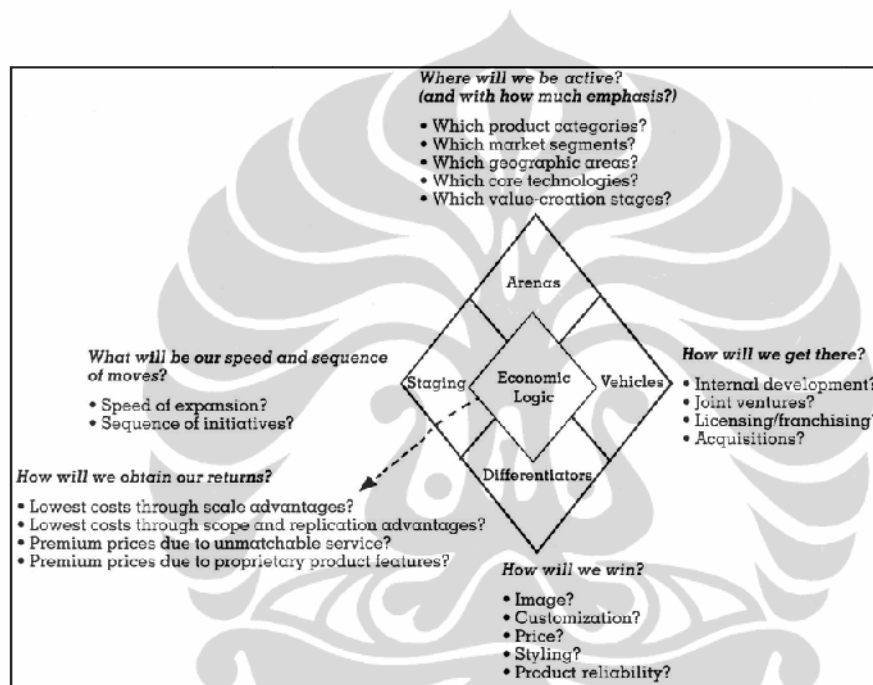 Where will we be active?
(and with how much emphasis?)
• Which product categories?
• Which market segments?
• Which geographic areas?
• Which core technologies?
• Which value-creation stages?
Arenas
What will be our speed and sequence
of moves?
• Speed of expansion?
• Sequence of initiatives?
Staging
Economic
Logic
Vehicles
How will we get there?
• Internal development?
• Joint ventures?
• Licensing/franchising?
• Acquisitions?
Differentiators
How will we obtain our returns?
• Lowest costs through scale advantages?
• Lowest costs through scope and replication advantages?
• Premium prices due to unmatchable service?
• Premium prices due to proprietary product features?
How will we win?
• Image?
• Customization?
• Price?
• Styling?
• Product reliability?